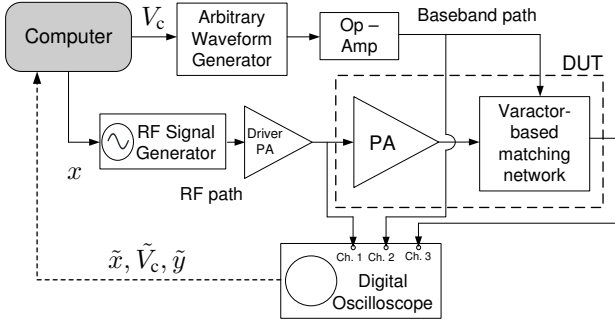 Computer
V_c
Arbitrary
Waveform
Generator
Op –
Amp
Baseband path
DUT
x
RF Signal
Generator
Driver
PA
RF path
PA
Varactor-
based
matching
network
Ch. 1
Ch. 2
Ch. 3
Digital
Oscilloscope
x̃, Ṽ_c, ỹ